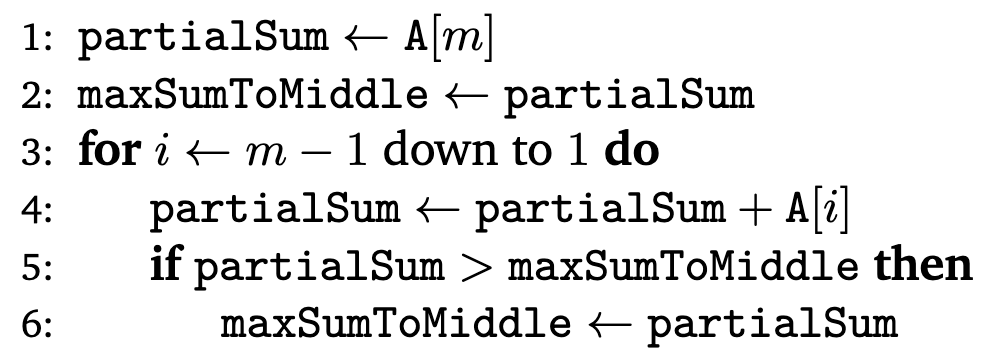 1: partialSum ← A[m]
2: maxSumToMiddle ← partialSum
3: for i ← m − 1 down to 1 do
4: partialSum ← partialSum + A[i]
5: if partialSum > maxSumToMiddle then
6: maxSumToMiddle ← partialSum